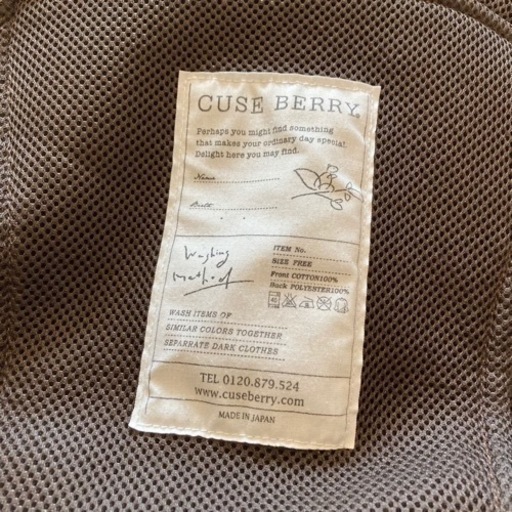 CUSE BERRY®
Perhaps you might find something
that makes your ordinary day special.
Delight here you may find.
Name
Birth
Washing
Method
ITEM No.
SIZE FREE
Front COTTON100%
Back POLYESTER100%
WASH ITEMS OF
SIMILAR COLORS TOGETHER
SEPARRATE DARK CLOTHES
TEL 0120.879.524
www.cuseberry.com
MADE IN JAPAN